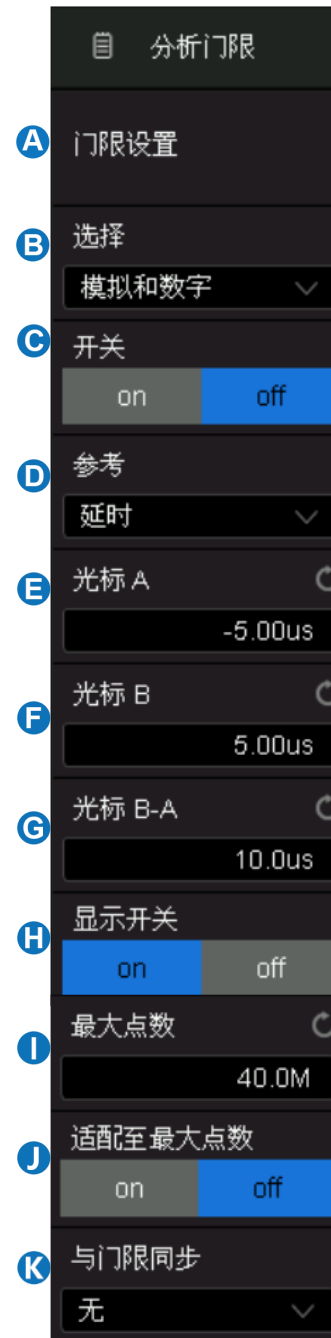 分析门限
A 门限设置
B 选择
模拟和数字
C 开关
on off
D 参考
延时
E 光标 A
-5.00us
F 光标 B
5.00us
G 光标 B-A
10.0us
H 显示开关
on off
I 最大点数
40.0M
J 适配至最大点数
on off
K 与门限同步
无